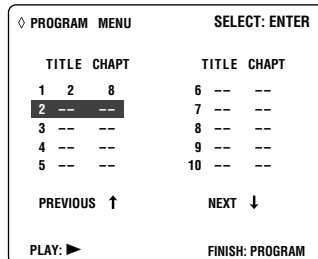 ◊ PROGRAM MENU SELECT: ENTER
TITLE CHAPT TITLE CHAPT
1 2 8 6 –– ––
2 –– –– 7 –– ––
3 –– –– 8 –– ––
4 –– –– 9 –– ––
5 –– –– 10 –– ––
PREVIOUS ↑ NEXT ↓
PLAY: ► FINISH: PROGRAM